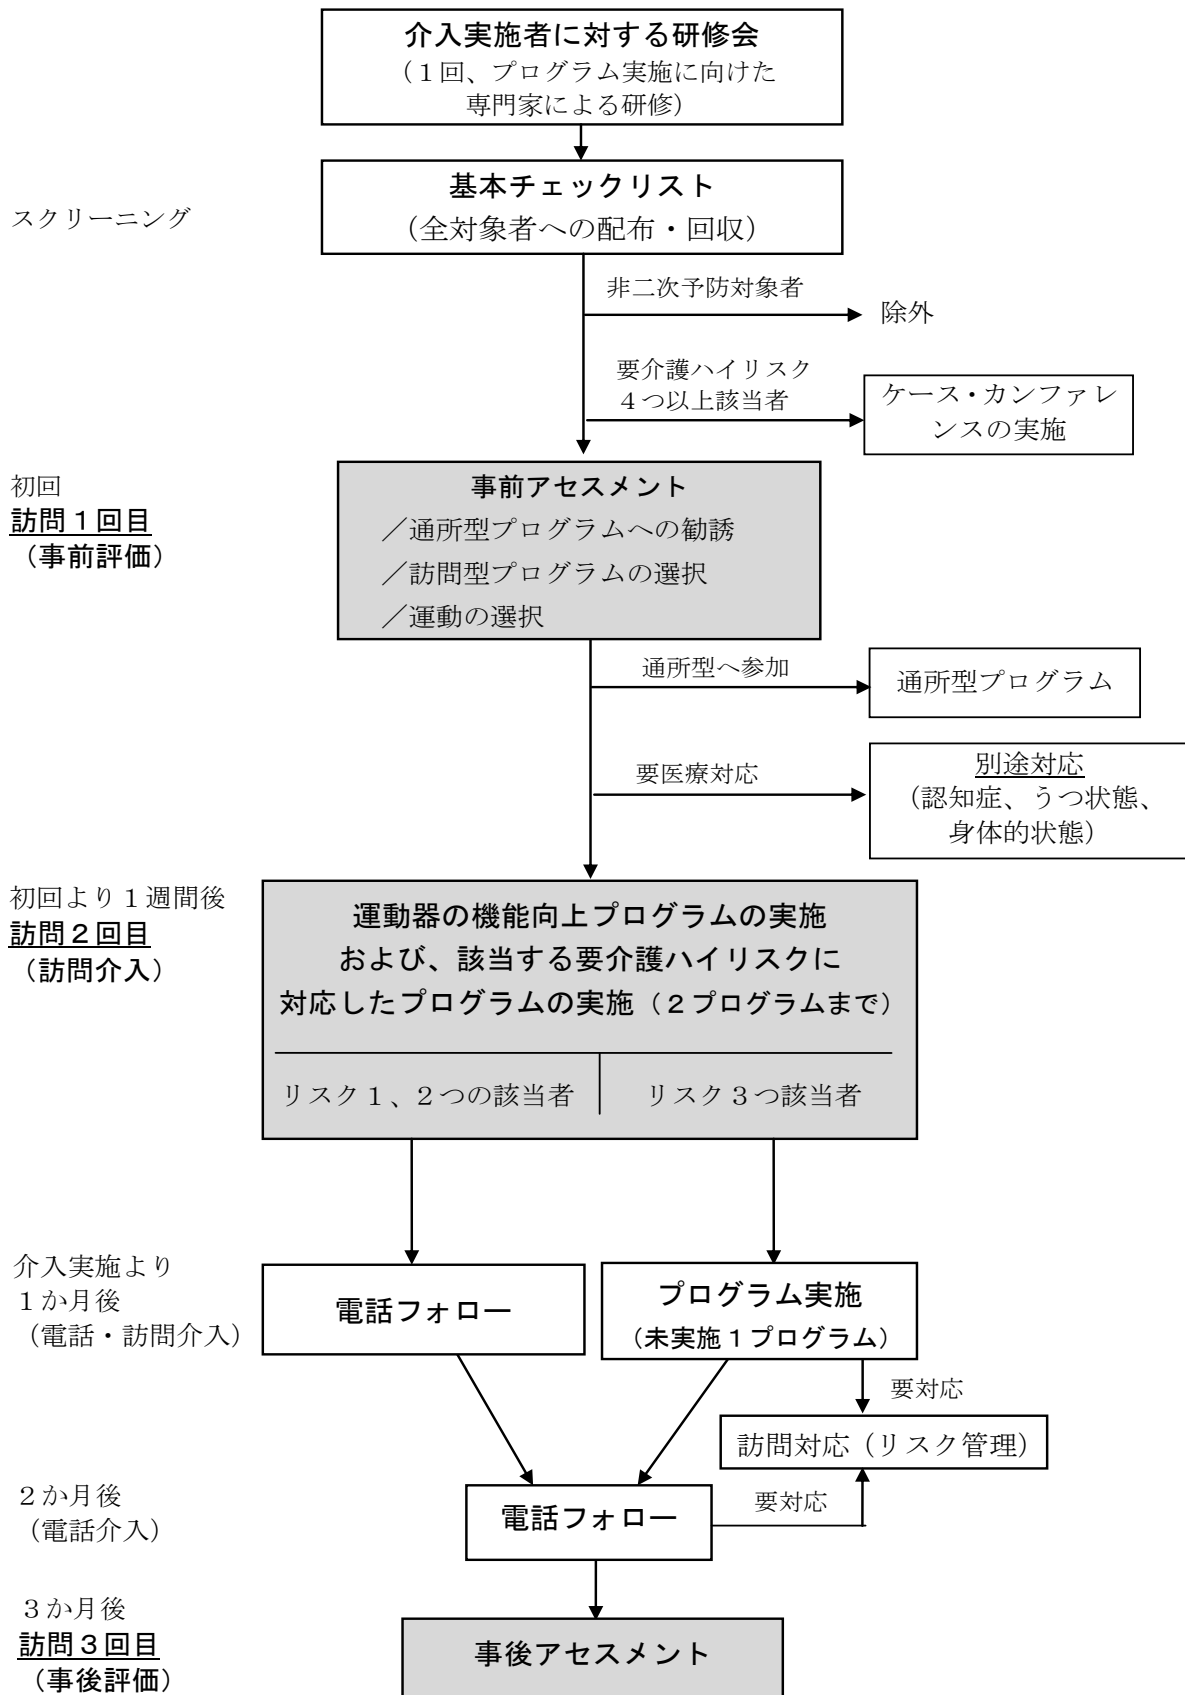 介入実施者に対する研修会
（１回、プログラム実施に向けた
専門家による研修）
基本チェックリスト
（全対象者への配布・回収）
スクリーニング
非二次予防対象者
除外
要介護ハイリスク
４つ以上該当者
ケース・カンファレ
ンスの実施
初回
訪問１回目
（事前評価）
事前アセスメント
／通所型プログラムへの勧誘
／訪問型プログラムの選択
／運動の選択
通所型へ参加
通所型プログラム
要医療対応
別途対応
（認知症、うつ状態、
身体的状態）
初回より１週間後
訪問２回目
（訪問介入）
運動器の機能向上プログラムの実施
および、該当する要介護ハイリスクに
対応したプログラムの実施（２プログラムまで）
リスク１、２つの該当者
リスク３つ該当者
介入実施より
１か月後
（電話・訪問介入）
電話フォロー
プログラム実施
（未実施１プログラム）
要対応
訪問対応（リスク管理）
２か月後
（電話介入）
電話フォロー
要対応
３か月後
訪問３回目
（事後評価）
事後アセスメント